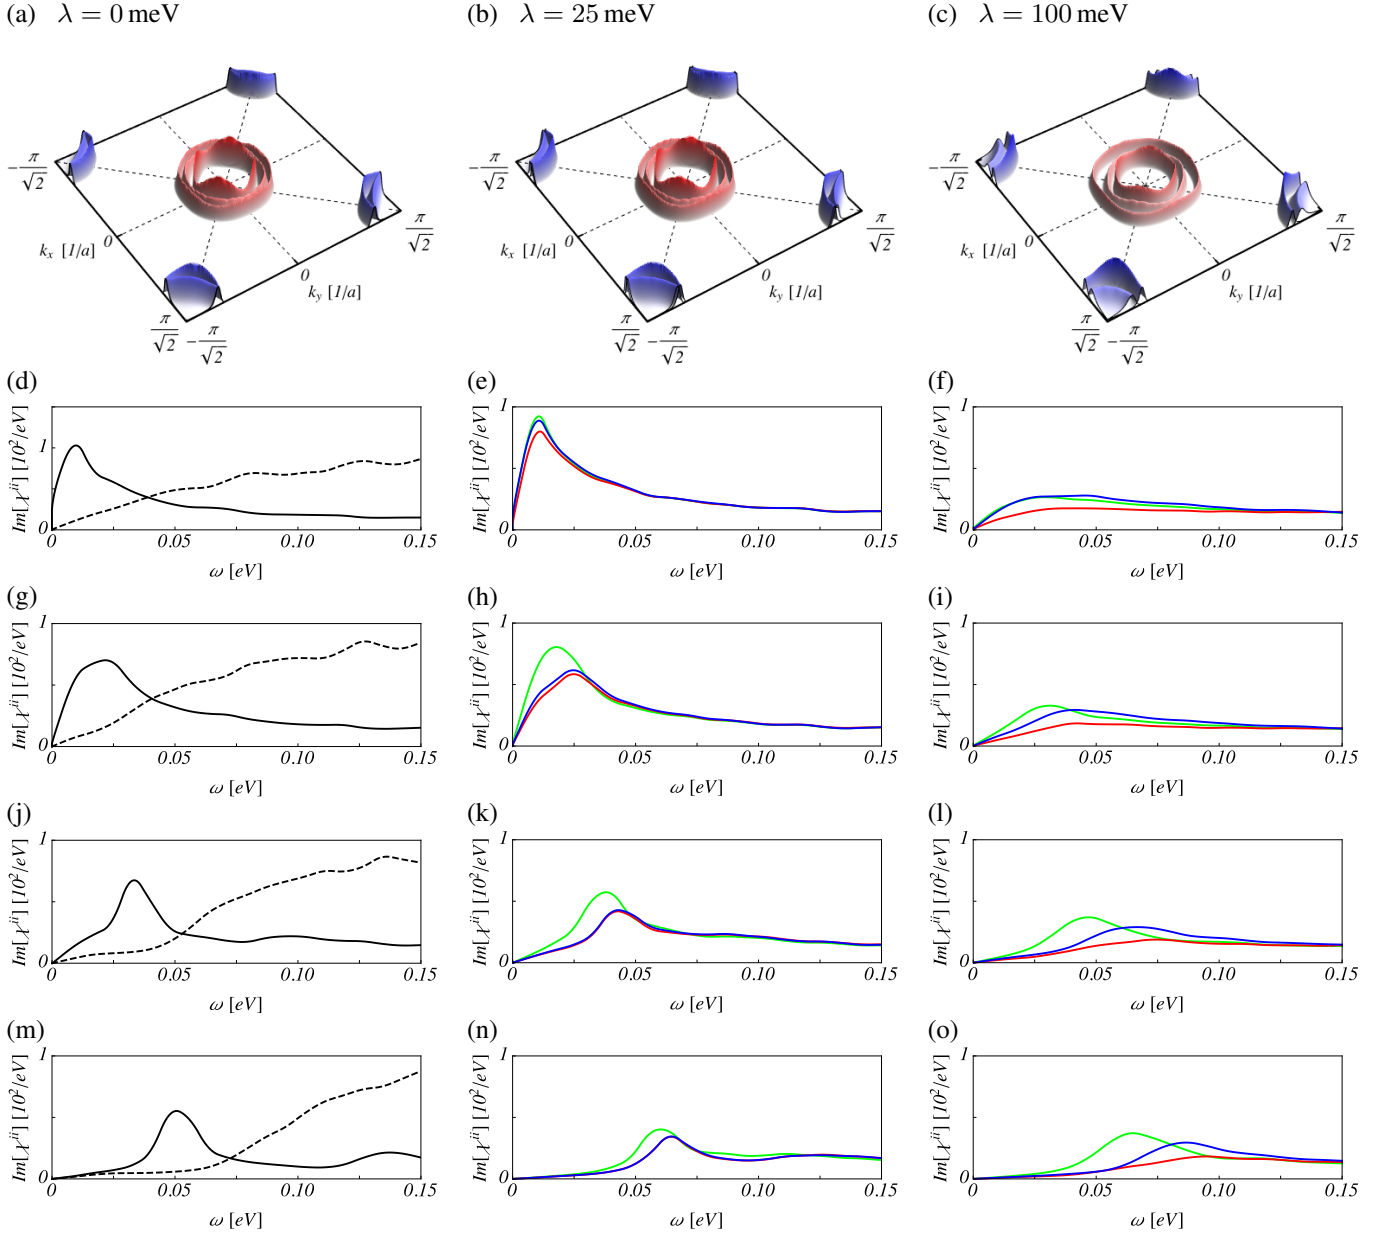 (a) λ = 0 meV
(b) λ = 25 meV
(c) λ = 100 meV
−π/√2
0
k_x [1/a]
π/√2
−π/√2
0
k_y [1/a]
π/√2
−π/√2
0
k_x [1/a]
π/√2
−π/√2
0
k_y [1/a]
π/√2
−π/√2
0
k_x [1/a]
π/√2
−π/√2
0
k_y [1/a]
π/√2
(d)
Im[χ^ii] [10²/eV]
1
0
0 0.05 0.10 0.15
ω [eV]
(e)
Im[χ^ii] [10²/eV]
1
0
0 0.05 0.10 0.15
ω [eV]
(f)
Im[χ^ii] [10²/eV]
1
0
0 0.05 0.10 0.15
ω [eV]
(g)
Im[χ^ii] [10²/eV]
1
0
0 0.05 0.10 0.15
ω [eV]
(h)
Im[χ^ii] [10²/eV]
1
0
0 0.05 0.10 0.15
ω [eV]
(i)
Im[χ^ii] [10²/eV]
1
0
0 0.05 0.10 0.15
ω [eV]
(j)
Im[χ^ii] [10²/eV]
1
0
0 0.05 0.10 0.15
ω [eV]
(k)
Im[χ^ii] [10²/eV]
1
0
0 0.05 0.10 0.15
ω [eV]
(l)
Im[χ^ii] [10²/eV]
1
0
0 0.05 0.10 0.15
ω [eV]
(m)
Im[χ^ii] [10²/eV]
1
0
0 0.05 0.10 0.15
ω [eV]
(n)
Im[χ^ii] [10²/eV]
1
0
0 0.05 0.10 0.15
ω [eV]
(o)
Im[χ^ii] [10²/eV]
1
0
0 0.05 0.10 0.15
ω [eV]